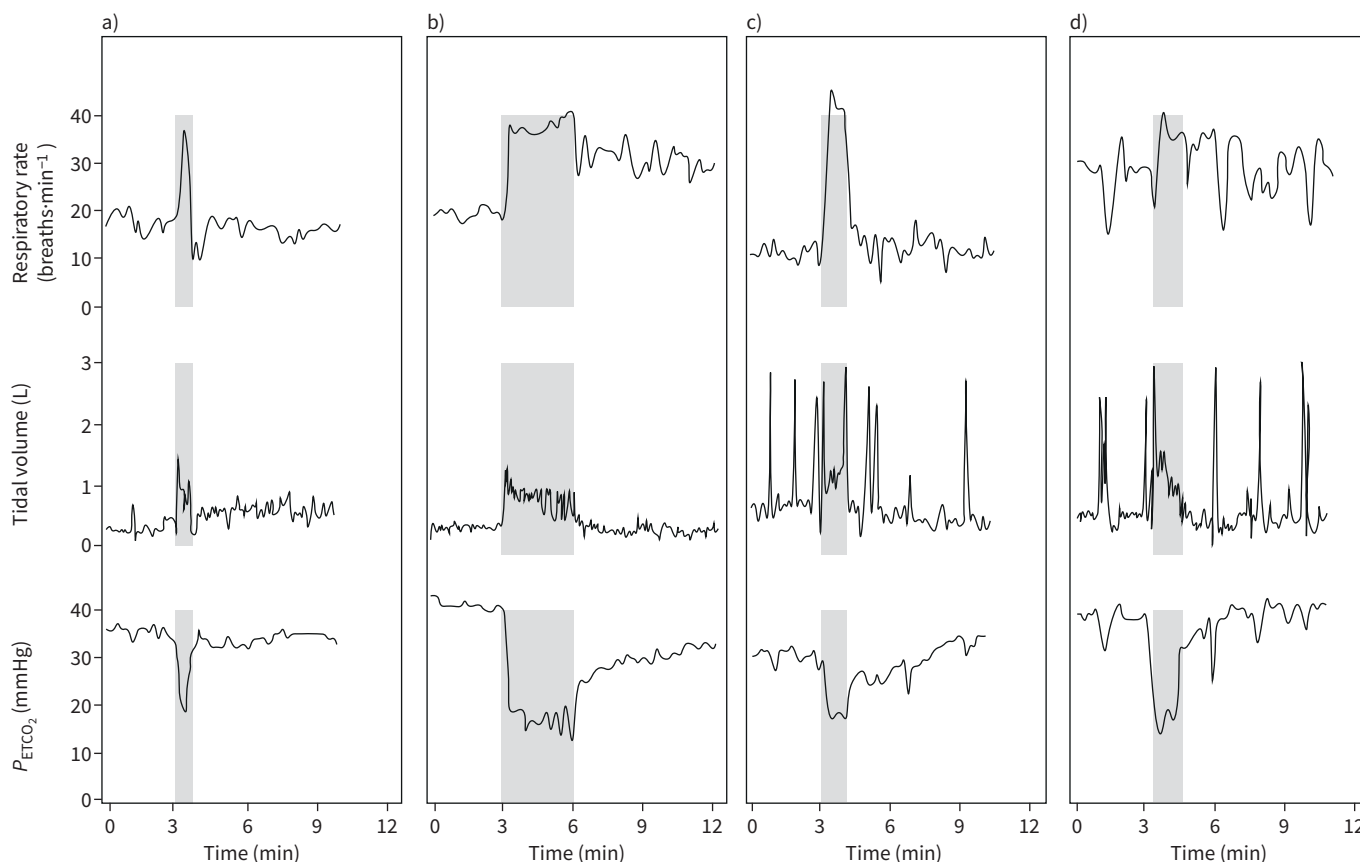 a)
b)
c)
d)
Respiratory rate
(breaths·min⁻¹ )
40
30
20
10
0
Tidal volume (L)
3
2
1
0
P_ETCO₂ (mmHg)
40
30
20
10
0
0 3 6 9 12
0 3 6 9 12
0 3 6 9 12
0 3 6 9 12
Time (min)
Time (min)
Time (min)
Time (min)